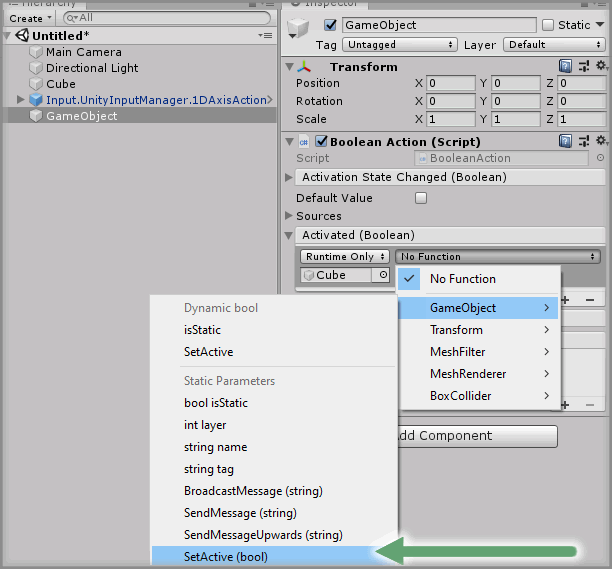 Hierarchy
Create
All
Untitled*
Main Camera
Directional Light
Cube
Input.UnityInputManager.1DAxisAction
GameObject
Inspector
GameObject
Static
Tag Untagged Layer Default
Transform
Position X 0 Y 0 Z 0
Rotation X 0 Y 0 Z 0
Scale X 1 Y 1 Z 1
Boolean Action (Script)
Script BooleanAction
Activation State Changed (Boolean)
Default Value
Sources
Activated (Boolean)
Runtime Only No Function
Cube
No Function
GameObject
Transform
MeshFilter
MeshRenderer
BoxCollider
Dynamic bool
isStatic
SetActive
Static Parameters
bool isStatic
int layer
string name
string tag
BroadcastMessage (string)
SendMessage (string)
SendMessageUpwards (string)
SetActive (bool)
dd Component